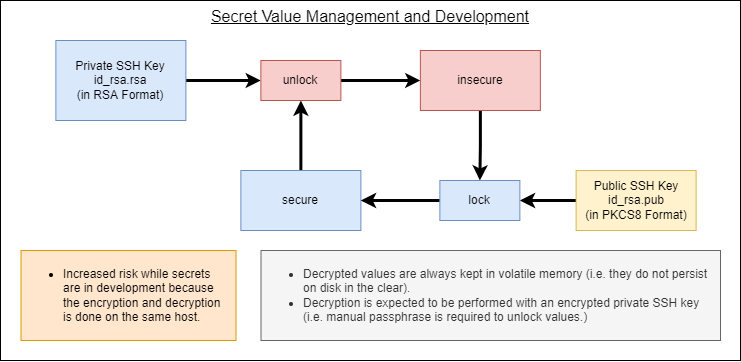 Secret Value Management and Development
Private SSH Key
id_rsa.rsa
(in RSA Format)
unlock
insecure
secure
lock
Public SSH Key
id_rsa.pub
(in PKCS8 Format)
• Increased risk while secrets
are in development because
the encryption and decryption
is done on the same host.
• Decrypted values are always kept in volatile memory (i.e. they do not persist
on disk in the clear).
• Decryption is expected to be performed with an encrypted private SSH key
(i.e. manual passphrase is required to unlock values.)